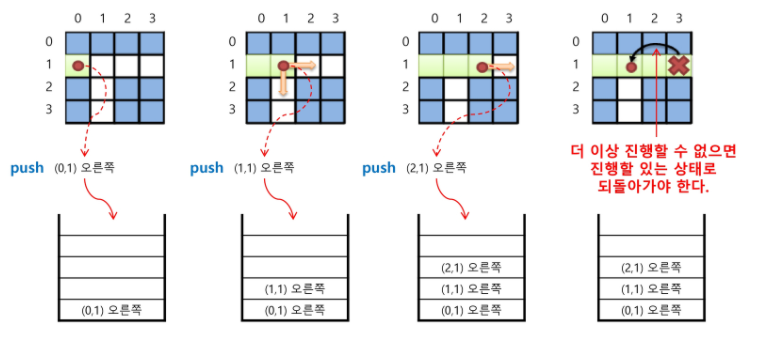 0 1 2 3
0
1
2
3
push (0,1) 오른쪽
(0,1) 오른쪽
0 1 2 3
0
1
2
3
push (1,1) 오른쪽
(1,1) 오른쪽
(0,1) 오른쪽
0 1 2 3
0
1
2
3
push (2,1) 오른쪽
(2,1) 오른쪽
(1,1) 오른쪽
(0,1) 오른쪽
0 1 2 3
0
1
2
3
더 이상 진행할 수 없으면
진행할 있는 상태로
되돌아가야 한다.
(2,1) 오른쪽
(1,1) 오른쪽
(0,1) 오른쪽